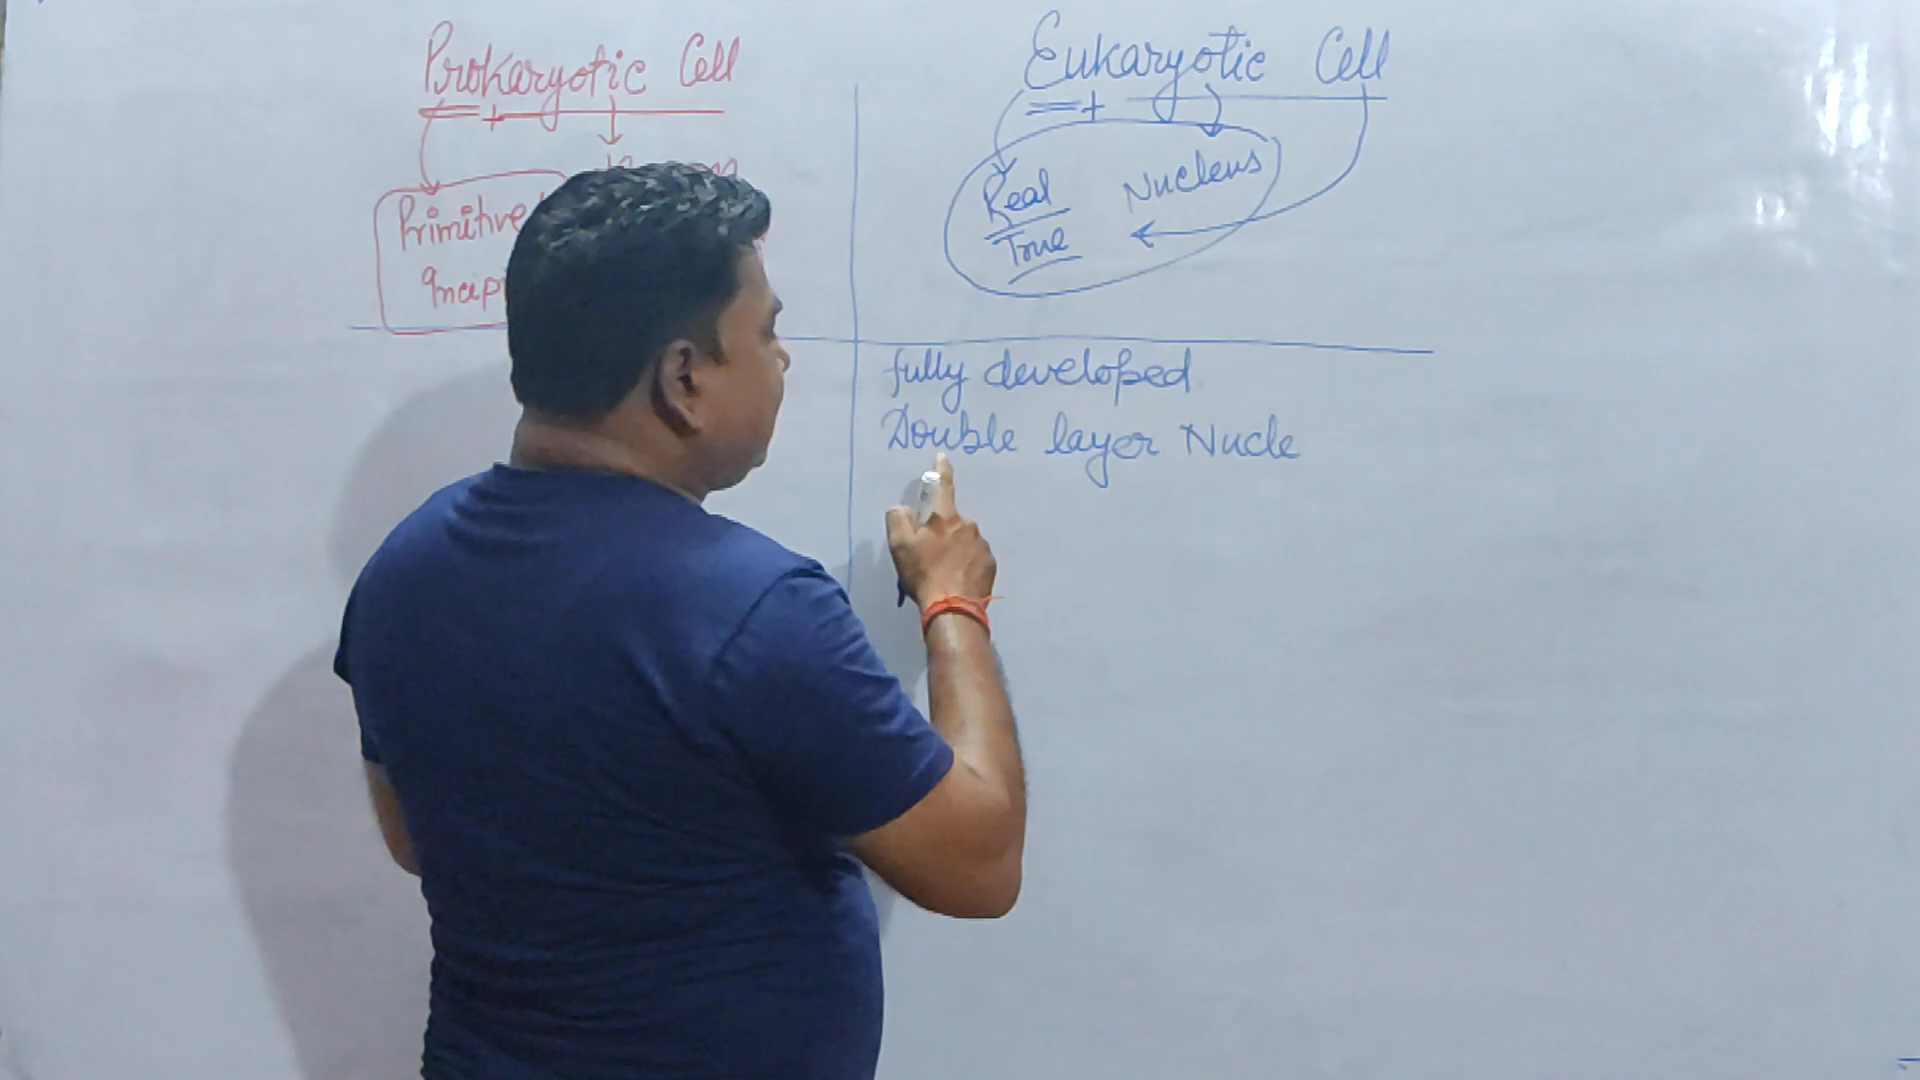 Prokaryotic Cell
Primitive
Eukaryotic Cell
Real Nucleus
True
fully developed
Double layer Nucle